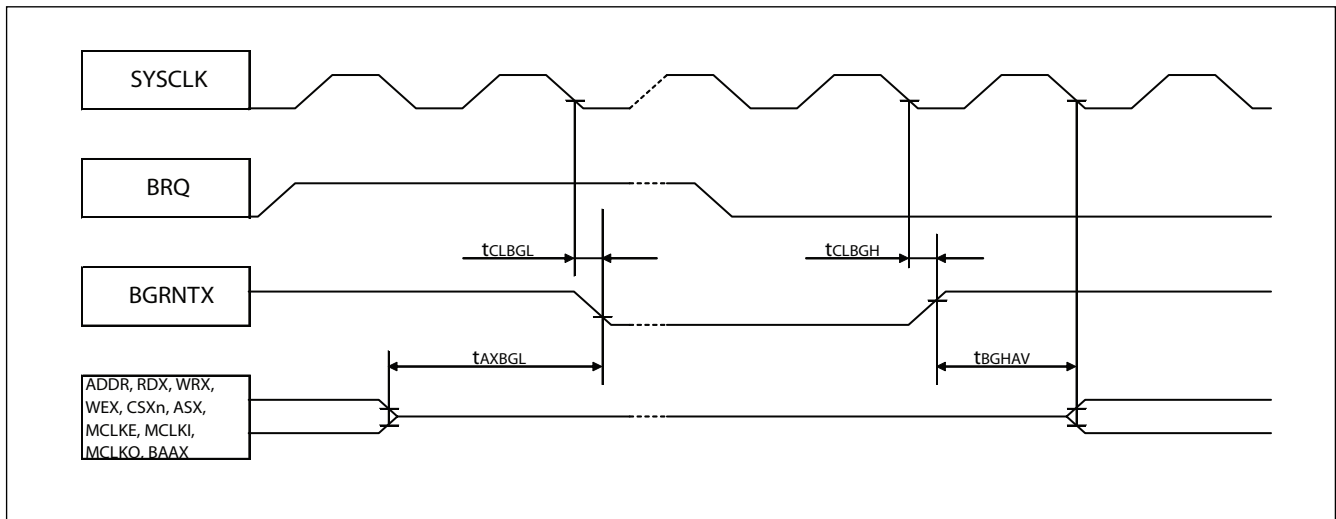 SYSCLK
BRQ
tCLBGL
tCLBGH
BGRNTX
tAXBGL
tBGHAV
ADDR, RDX, WRX,
WEX, CSXn, ASX,
MCLKE, MCLKI,
MCLKO, BAAX